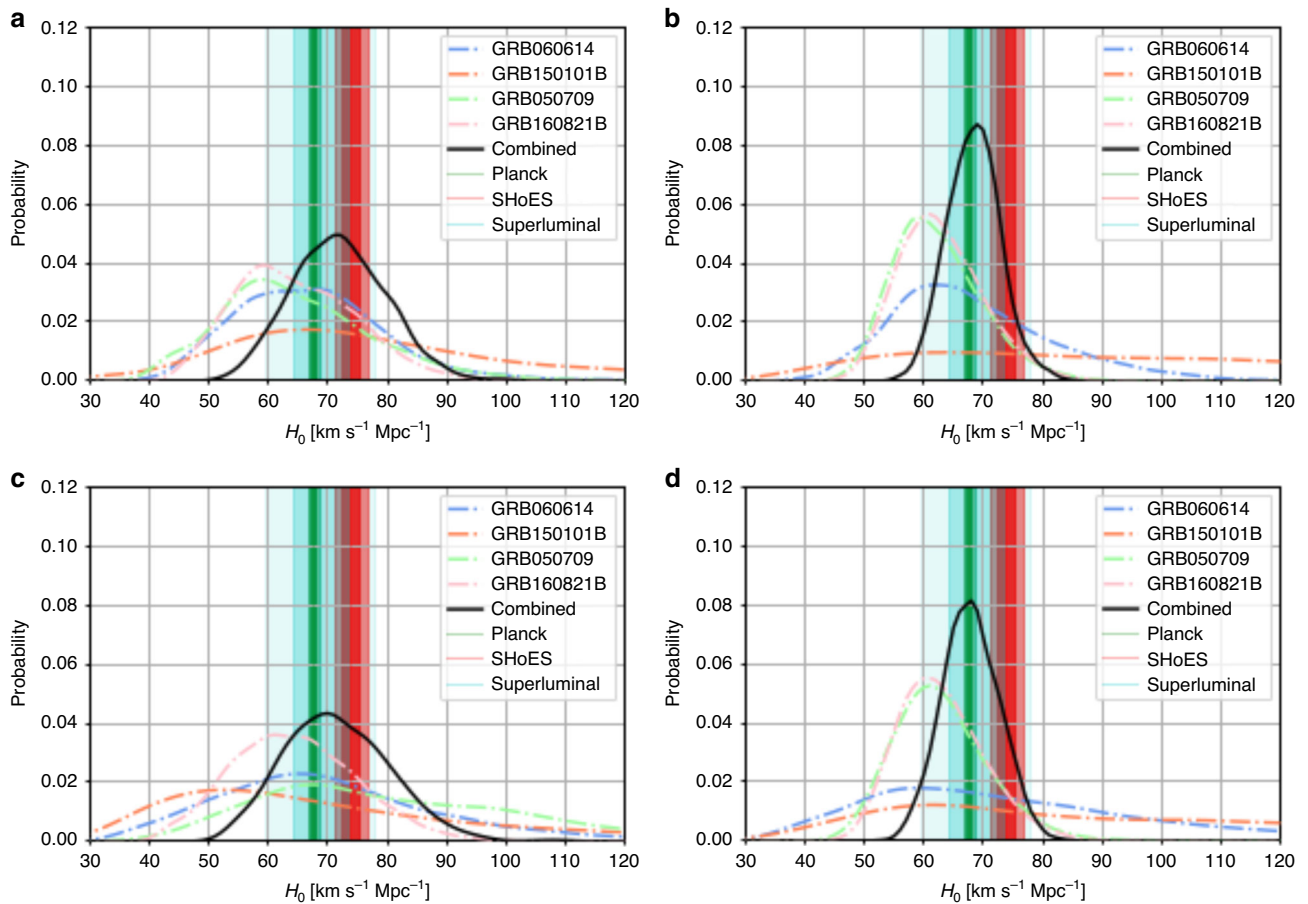 a
0.12
0.10
0.08
0.06
0.04
0.02
0.00
Probability
30 40 50 60 70 80 90 100 110 120
H₀ [km s⁻¹ Mpc⁻¹]
GRB060614
GRB150101B
GRB050709
GRB160821B
Combined
Planck
SHoES
Superluminal
b
0.12
0.10
0.08
0.06
0.04
0.02
0.00
Probability
30 40 50 60 70 80 90 100 110 120
H₀ [km s⁻¹ Mpc⁻¹]
GRB060614
GRB150101B
GRB050709
GRB160821B
Combined
Planck
SHoES
Superluminal
c
0.12
0.10
0.08
0.06
0.04
0.02
0.00
Probability
30 40 50 60 70 80 90 100 110 120
H₀ [km s⁻¹ Mpc⁻¹]
GRB060614
GRB150101B
GRB050709
GRB160821B
Combined
Planck
SHoES
Superluminal
d
0.12
0.10
0.08
0.06
0.04
0.02
0.00
Probability
30 40 50 60 70 80 90 100 110 120
H₀ [km s⁻¹ Mpc⁻¹]
GRB060614
GRB150101B
GRB050709
GRB160821B
Combined
Planck
SHoES
Superluminal